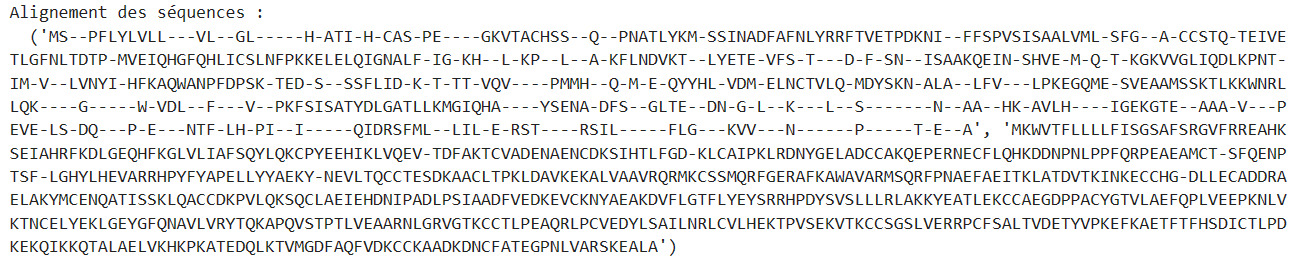 Alignement des séquences :
('MS--PFLYLVLL---VL--GL-----H-ATI-H-CAS-PE----GKVTACHSS--Q--PNATLYKM-SSINADFAFNLYRRFTVETPDKNI--FFSPVSISAALVML-SFG--A-CCSTQ-TEIVE
TLGFNLTDTP-MVEIQHGFQHLICSLNFPKKELELQIGNALF-IG-KH--L-KP--L--A-KFLNDVKT--LYETE-VFS-T---D-F-SN--ISAAKQEIN-SHVE-M-Q-T-KGKVVGLIQDLKPNT-
IM-V--LVNYI-HFKAQWANPFDPSK-TED-S--SSFLID-K-T-TT-VQV----PMMH--Q-M-E-QYYHL-VDM-ELNCTVLQ-MDYSKN-ALA--LFV---LPKEGQME-SVEAAMSSKTLKKWNRL
LLQK----G-----W-VDL--F---V--PKFSISATYDLGATLLKMGIQHA----YSENA-DFS--GLTE--DN-G-L--K---L--S-------N--AA--HK-AVLH----IGEKGTE--AAA-V---P
EVE-LS-DQ---P-E---NTF-LH-PI--I-----QIDRSFML--LIL-E-RST----RSIL-----FLG---KVV---N------P-----T-E--A', 'MKWVTFLLLLFISGSAFSRGVFRREAHK
SEIAHRFKDLGEQHFKGLVLIAFSQYLQKCPYEEHIKLVQEV-TDFAKTCVADENAENCDKSIHTLFGD-KLCAIPKLRDNYGELADCCAKQEPERNECFLQHKDDNPNLPPFQRPEAEAMCT-SFQENP
TSF-LGHYLHEVARRHPYFYAPELLYYAEKY-NEVLTQCCTESDKAACLTPKLDAVKEKALVAAVRQRMKCSSMQRFGERAFKAWAVARMSQRFPNAEFAEITKLATDVTKINKECCHG-DLLECADDRA
ELAKYMCENQATISSKLQACCDKPVLQKSQCLAEIEHDNIPADLPSIAADFVEDKEVCKNYAEAKDVFLGTFLYEYSRRHPDYSVSLLLRLAKKYEATLEKCCAEGDPPACYGTVLAEFQPLVEEPKNLV
KTNCELYEKLGEYGFQNAVLVRYTQKAPQVSTPTLVEAARNLGRVGTKCCTLPEAQRLPCVEDYLSAILNRLCVLHEKTPVSEKVTKCCSGSLVERRPCFSALTVDETYVPKEFKAETFTFHSDICTLPD
KEKQIKKQTALAELVKHKPKATEDQLKTVMGDFAQFVDKCCKAADKDNCFATEGPNLVARSKEALA')